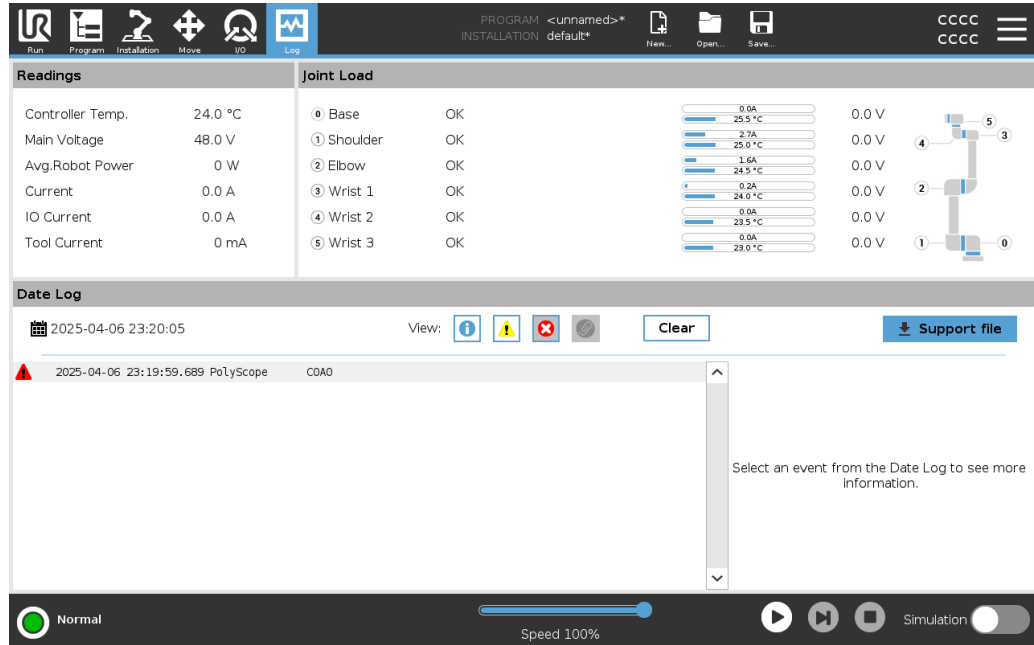 PROGRAM <unnamed>*
INSTALLATION default*
CCCC
CCCC
Run Program Installation Move I/O Log New... Open... Save...
Readings
Controller Temp. 24.0 °C
Main Voltage 48.0 V
Avg.Robot Power 0 W
Current 0.0 A
IO Current 0.0 A
Tool Current 0 mA
Joint Load
0 Base OK 0.0A 25.5 °C 0.0 V
1 Shoulder OK 2.7A 25.0 °C 0.0 V
2 Elbow OK 1.6A 24.5 °C 0.0 V
3 Wrist 1 OK 0.2A 24.0 °C 0.0 V
4 Wrist 2 OK 0.0A 23.5 °C 0.0 V
5 Wrist 3 OK 0.0A 23.0 °C 0.0 V
5
3
4
2
1 0
Date Log
2025-04-06 23:20:05 View: Clear Support file
2025-04-06 23:19:59.689 PolyScope C0A0
Select an event from the Date Log to see more
information.
Normal
Speed 100%
Simulation